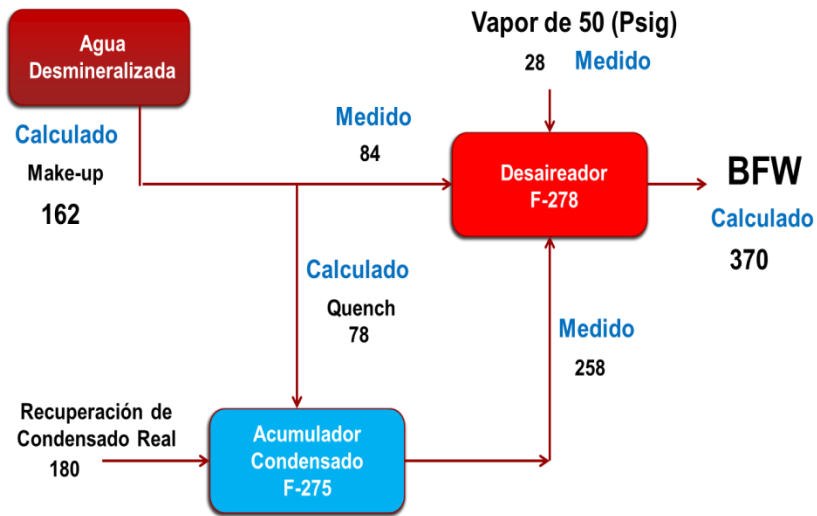 Agua
Desmineralizada
Calculado
Make-up
162
Vapor de 50 (Psig)
28 Medido
Medido
84
Desaireador
F-278
BFW
Calculado
370
Calculado
Quench
78
Medido
258
Recuperación de
Condensado Real
180
Acumulador
Condensado
F-275